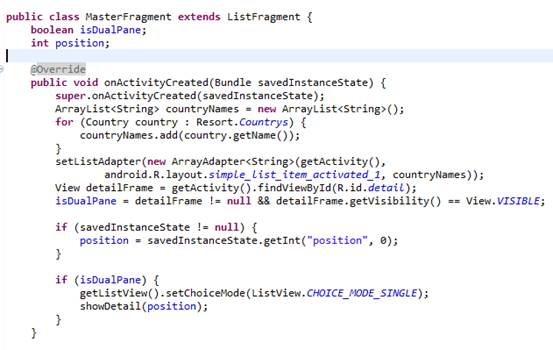 public class MasterFragment extends ListFragment {
    boolean isDualPane;
    int position;

    @Override
    public void onActivityCreated(Bundle savedInstanceState) {
        super.onActivityCreated(savedInstanceState);
        ArrayList<String> countryNames = new ArrayList<String>();
        for (Country country : Resort.Countrys) {
            countryNames.add(country.getName());
        }
        setListAdapter(new ArrayAdapter<String>(getActivity(),
                android.R.layout.simple_list_item_activated_1, countryNames));
        View detailFrame = getActivity().findViewById(R.id.detail);
        isDualPane = detailFrame != null && detailFrame.getVisibility() == View.VISIBLE;

        if (savedInstanceState != null) {
            position = savedInstanceState.getInt("position", 0);
        }

        if (isDualPane) {
            getListView().setChoiceMode(ListView.CHOICE_MODE_SINGLE);
            showDetail(position);
        }
    }